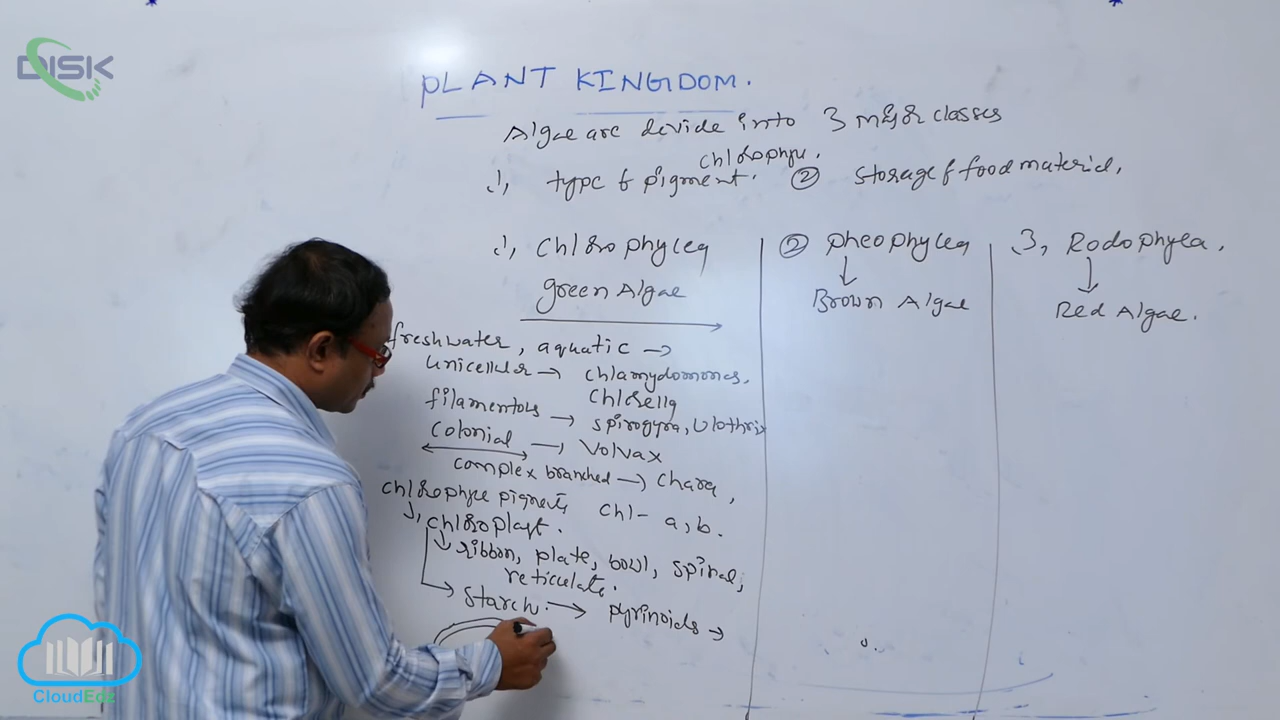 DISK
PLANT KINGDOM.
Algae are devide into 3 major classes
chlorophyll.
1, type of pigment. ② storage of food material,
1, Chlorophycea ② pheophycea 3, Rodophycea,
green Algae Brown Algae Red Algae.
freshwater, aquatic →
unicellular → chlamydomonas,
chlorella
filamentous → spirogyra, Ulothrix
colonial → Volvax
complex branched → chara,
chlorophyll pigments chl- a, b.
1, chloroplast.
ribbon, plate, bowl, spiral,
reticulate.
starch. → pyrinoids →
CloudEdz